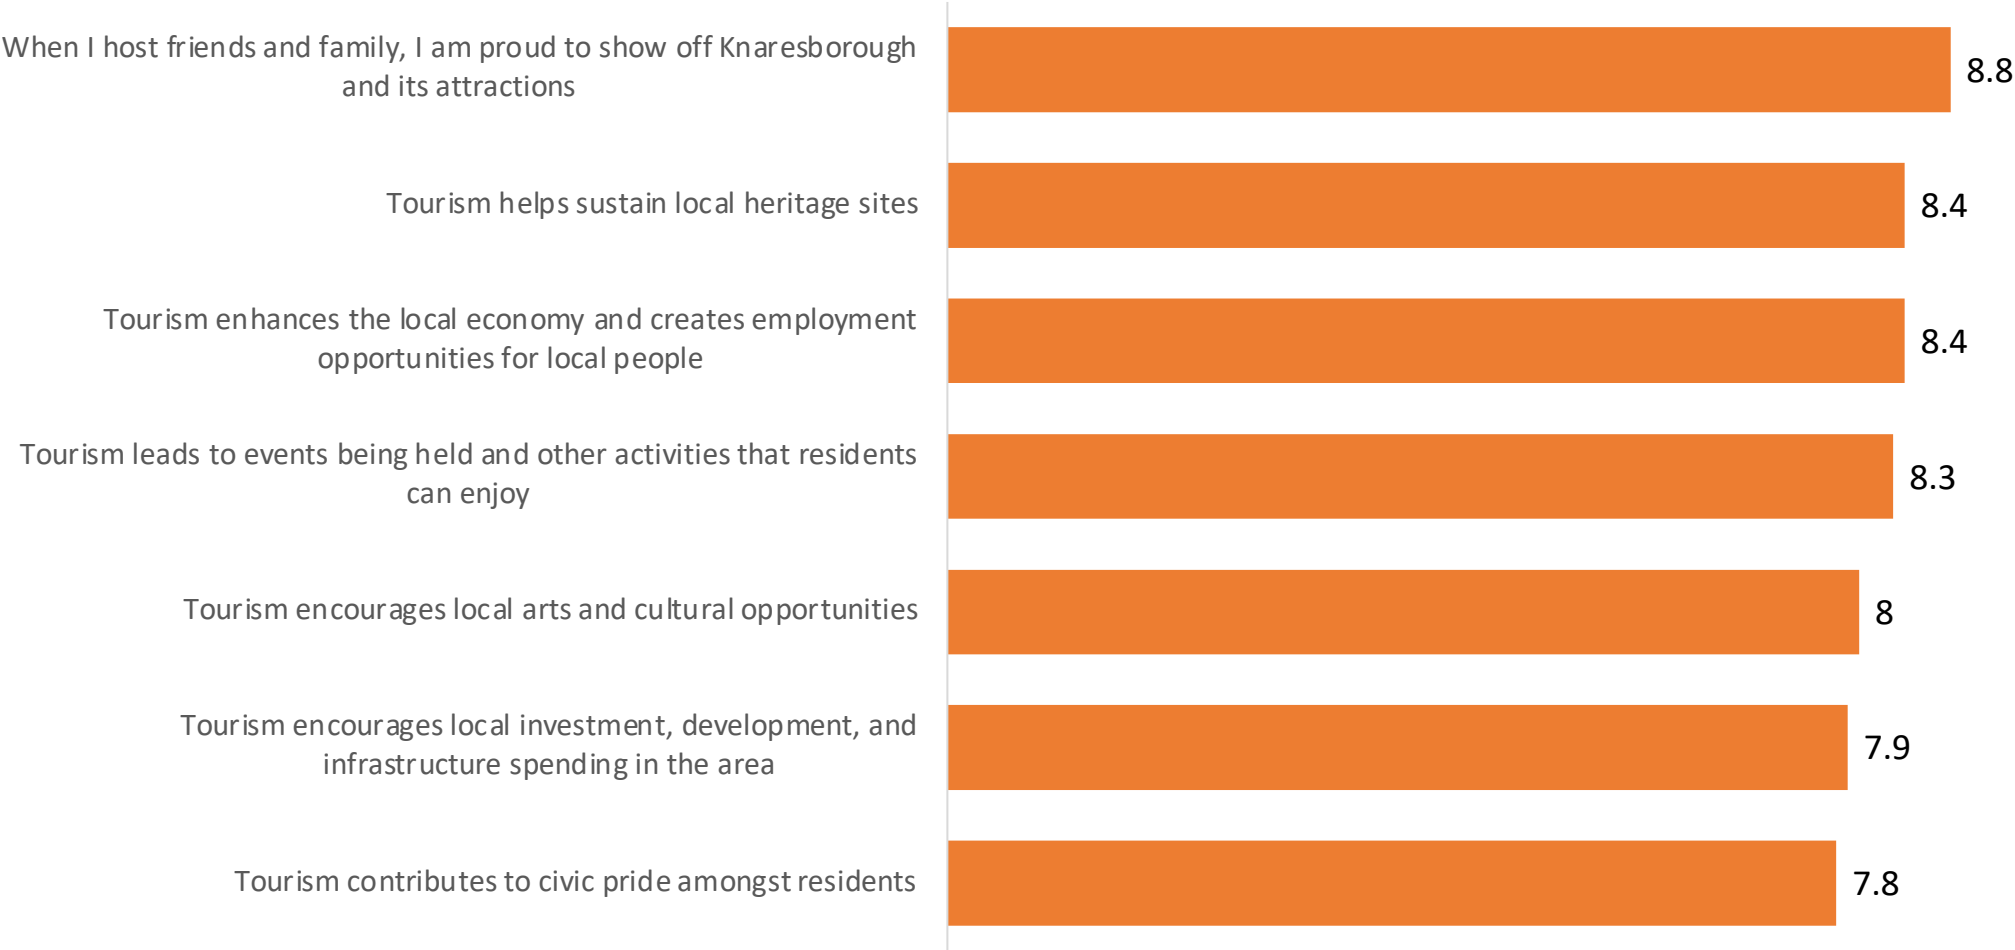 When I host friends and family, I am proud to show off Knaresborough
and its attractions
8.8
Tourism helps sustain local heritage sites
8.4
Tourism enhances the local economy and creates employment
opportunities for local people
8.4
Tourism leads to events being held and other activities that residents
can enjoy
8.3
Tourism encourages local arts and cultural opportunities
8
Tourism encourages local investment, development, and
infrastructure spending in the area
7.9
Tourism contributes to civic pride amongst residents
7.8